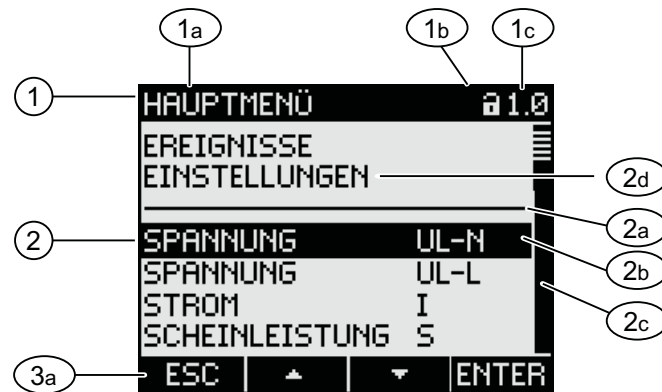 1a 1b 1c
1 HAUPTMENÜ 1.0
EREIGNISSE
EINSTELLUNGEN 2d
2a
2 SPANNUNG UL-N 2b
SPANNUNG UL-L
STROM I 2c
SCHEINLEISTUNG S
3a ESC ▲ ▼ ENTER